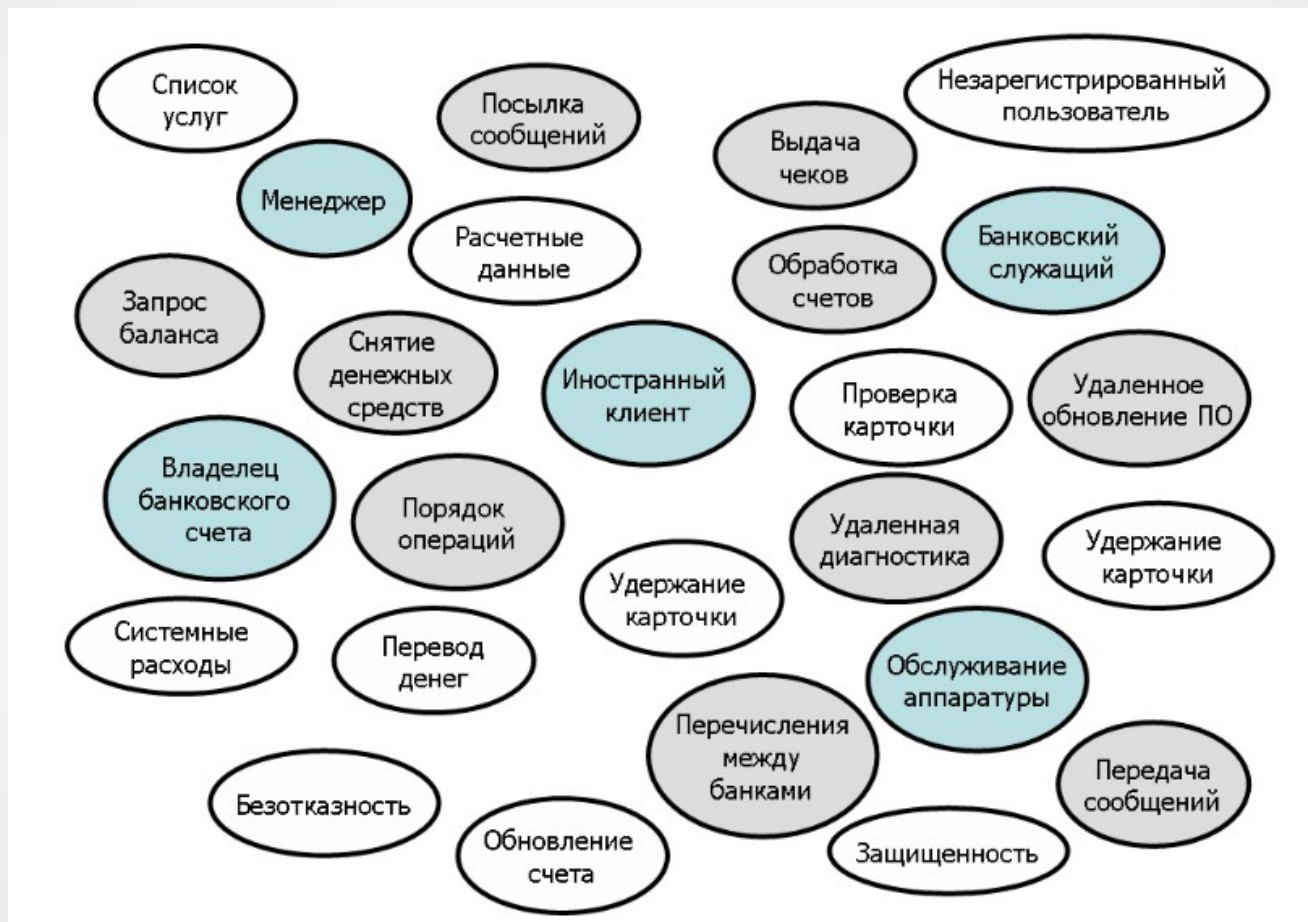 Список
услуг
Посылка
сообщений
Незарегистрированный
пользователь
Выдача
чеков
Менеджер
Расчетные
данные
Банковский
служащий
Обработка
счетов
Запрос
баланса
Снятие
денежных
средств
Иностранный
клиент
Проверка
карточки
Удаленное
обновление ПО
Владелец
банковского
счета
Порядок
операций
Удаленная
диагностика
Удержание
карточки
Удержание
карточки
Системные
расходы
Перевод
денег
Обслуживание
аппаратуры
Перечисления
между
банками
Передача
сообщений
Безотказность
Обновление
счета
Защищенность